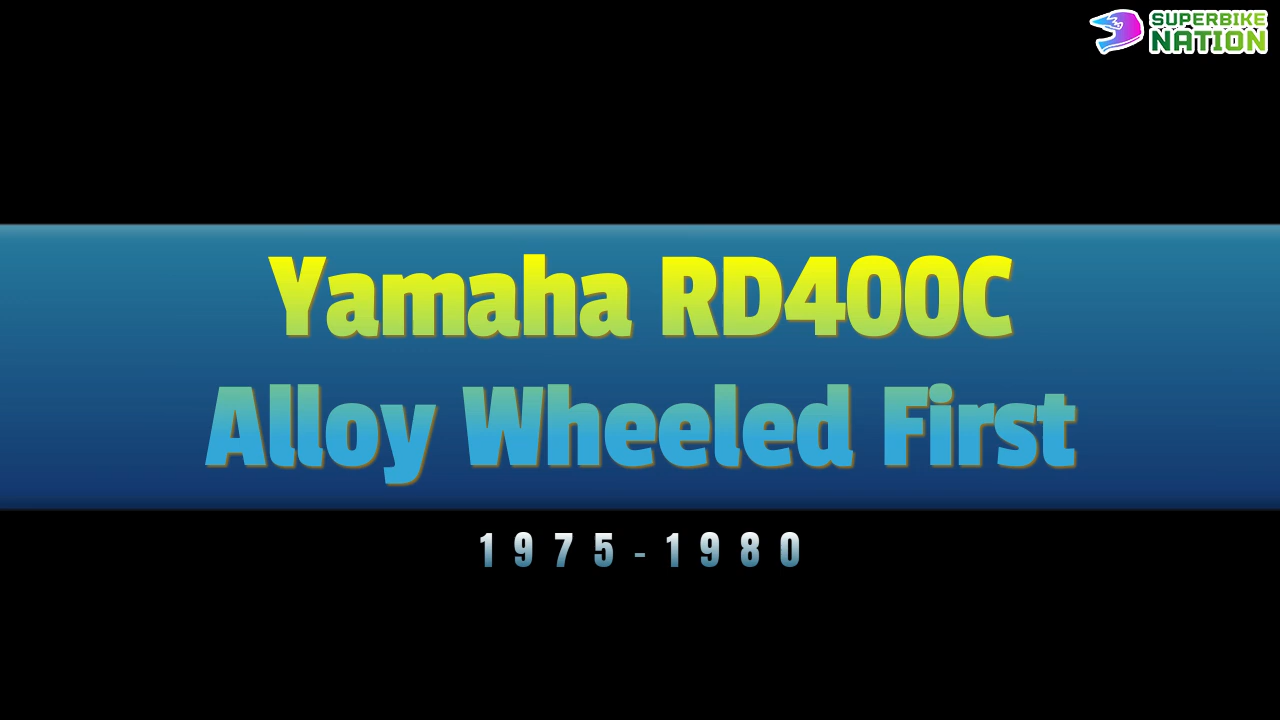 SUPERBIKE
NATION
Yamaha RD400C
Alloy Wheeled First
1975-1980